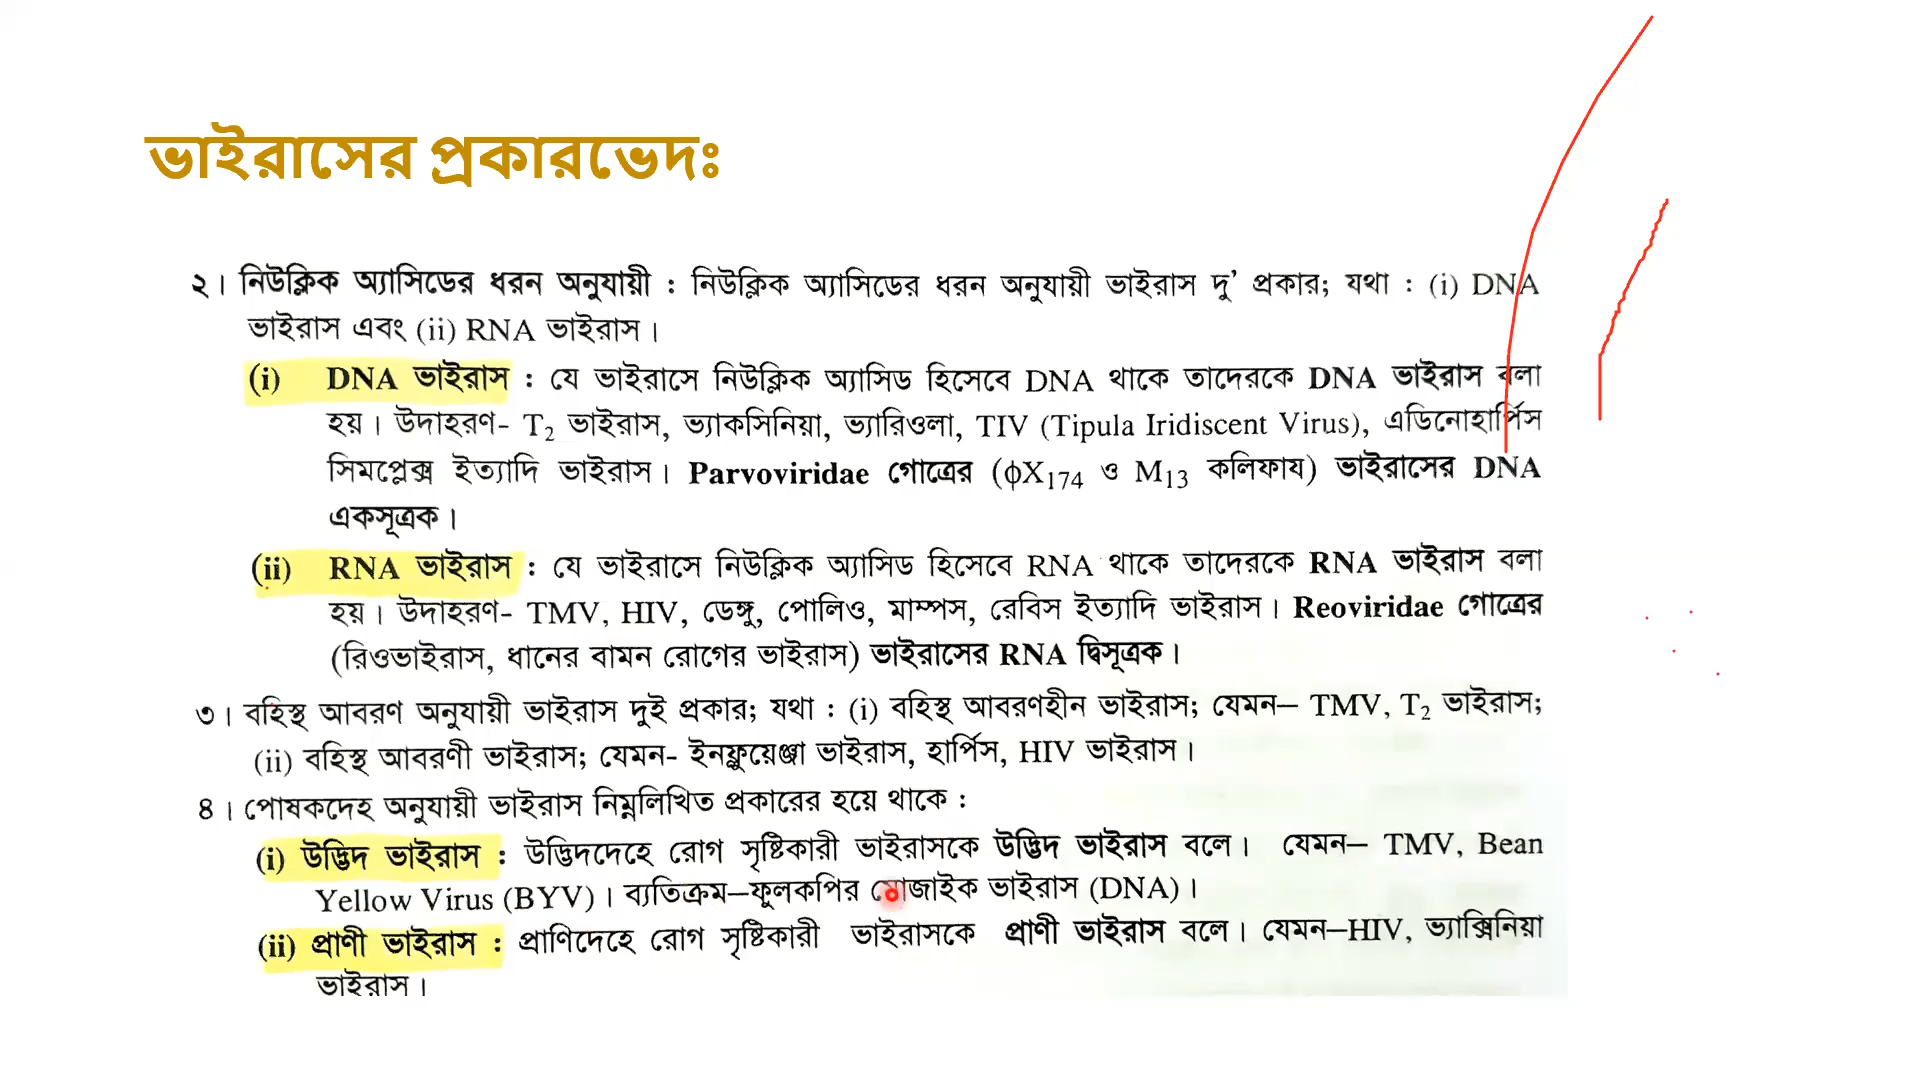 ভাইরাসের প্রকারভেদঃ
২। নিউক্লিক অ্যাসিডের ধরন অনুযায়ী : নিউক্লিক অ্যাসিডের ধরন অনুযায়ী ভাইরাস দু’ প্রকার; যথা : (i) DNA
ভাইরাস এবং (ii) RNA ভাইরাস।
(i) DNA ভাইরাস : যে ভাইরাসে নিউক্লিক অ্যাসিড হিসেবে DNA থাকে তাদেরকে DNA ভাইরাস বলা
হয়। উদাহরণ- T2 ভাইরাস, ভ্যাকসিনিয়া, ভ্যারিওলা, TIV (Tipula Iridiscent Virus), এডিনোহার্পিস
সিমপ্লেক্স ইত্যাদি ভাইরাস। Parvoviridae গোত্রের (ϕX174 ও M13 কলিফায) ভাইরাসের DNA
একসূত্রক।
(ii) RNA ভাইরাস : যে ভাইরাসে নিউক্লিক অ্যাসিড হিসেবে RNA থাকে তাদেরকে RNA ভাইরাস বলা
হয়। উদাহরণ- TMV, HIV, ডেঙ্গু, পোলিও, মাম্পস, রেবিস ইত্যাদি ভাইরাস। Reoviridae গোত্রের
(রিওভাইরাস, ধানের বামন রোগের ভাইরাস) ভাইরাসের RNA দ্বিসূত্রক।
৩। বহিস্থ আবরণ অনুযায়ী ভাইরাস দুই প্রকার; যথা : (i) বহিস্থ আবরণহীন ভাইরাস; যেমন– TMV, T2 ভাইরাস;
(ii) বহিস্থ আবরণী ভাইরাস; যেমন- ইনফ্লুয়েঞ্জা ভাইরাস, হার্পিস, HIV ভাইরাস।
৪। পোষকদেহ অনুযায়ী ভাইরাস নিম্নলিখিত প্রকারের হয়ে থাকে :
(i) উদ্ভিদ ভাইরাস : উদ্ভিদদেহে রোগ সৃষ্টিকারী ভাইরাসকে উদ্ভিদ ভাইরাস বলে। যেমন– TMV, Bean
Yellow Virus (BYV)। ব্যতিক্রম–ফুলকপির মোজাইক ভাইরাস (DNA)।
(ii) প্রাণী ভাইরাস : প্রাণিদেহে রোগ সৃষ্টিকারী ভাইরাসকে প্রাণী ভাইরাস বলে। যেমন–HIV, ভ্যাক্সিনিয়া
ভাইরাস।